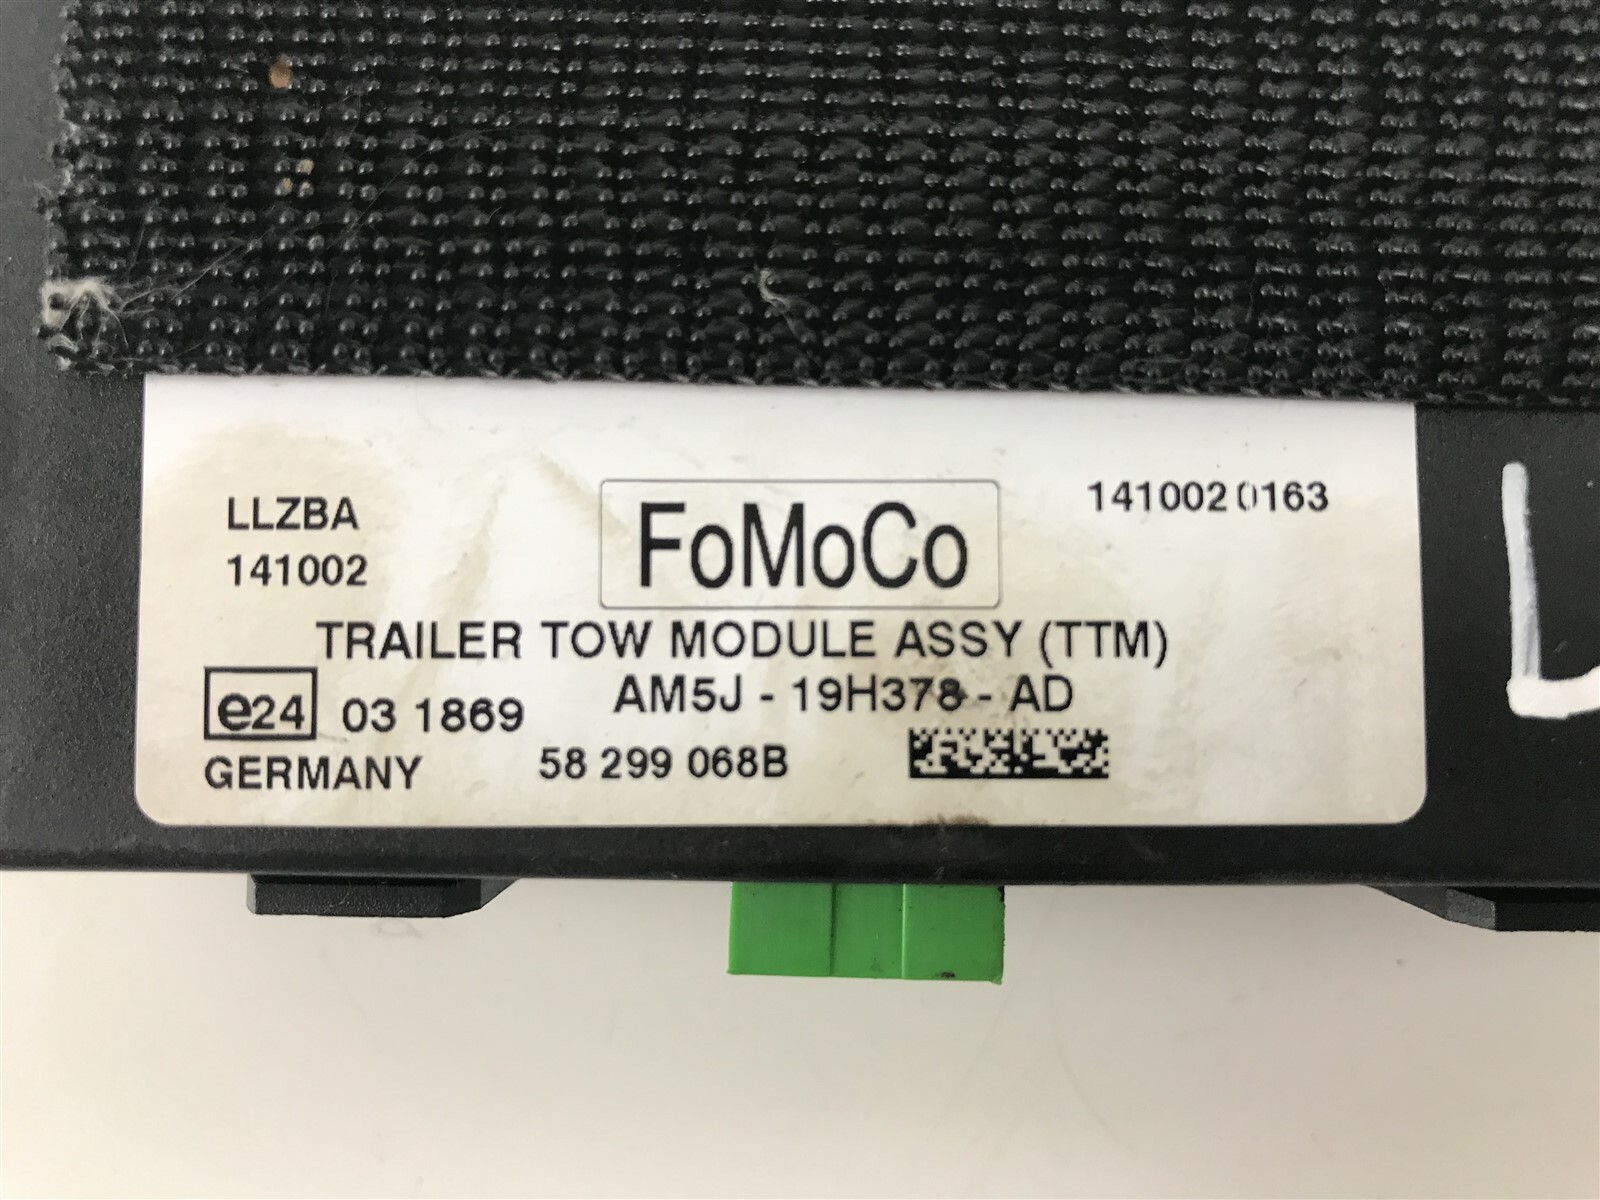 LLZBA
141002
FoMoCo
1410020163
TRAILER TOW MODULE ASSY (TTM)
AM5J - 19H378 - AD
e24 03 1869
GERMANY
58 299 068B
L